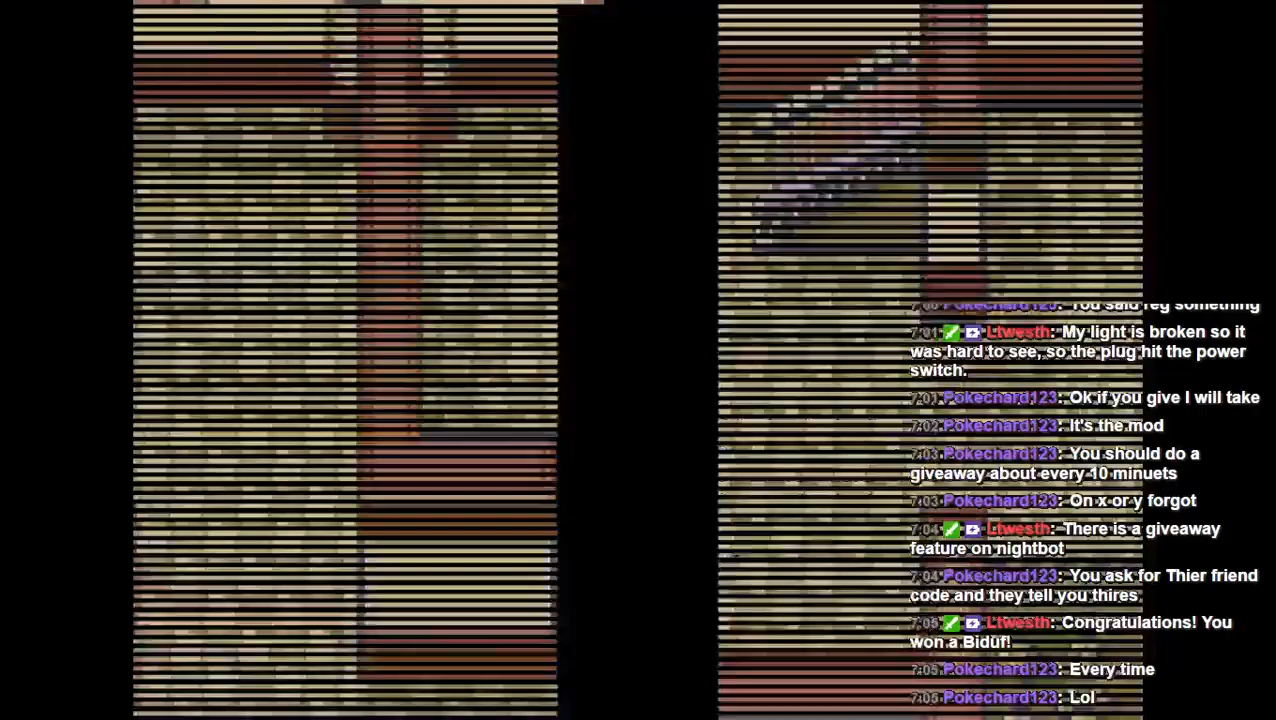 7:00 Pokechard123: You said reg something
7:01 Ltwesth: My light is broken so it
was hard to see, so the plug hit the power
switch.
7:01 Pokechard123: Ok if you give I will take
7:02 Pokechard123: It's the mod
7:03 Pokechard123: You should do a
giveaway about every 10 minuets
7:03 Pokechard123: On x or y forgot
7:04 Ltwesth: There is a giveaway
feature on nightbot
7:04 Pokechard123: You ask for Thier friend
code and they tell you thires
7:05 Ltwesth: Congratulations! You
won a Biduf!
7:05 Pokechard123: Every time
7:05 Pokechard123: Lol